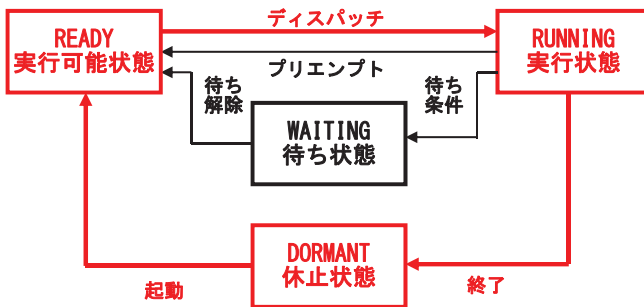 ディスパッチ
READY
実行可能状態
RUNNING
実行状態
プリエンプト
待ち
解除
待ち
条件
WAITING
待ち状態
DORMANT
休止状態
起動
終了